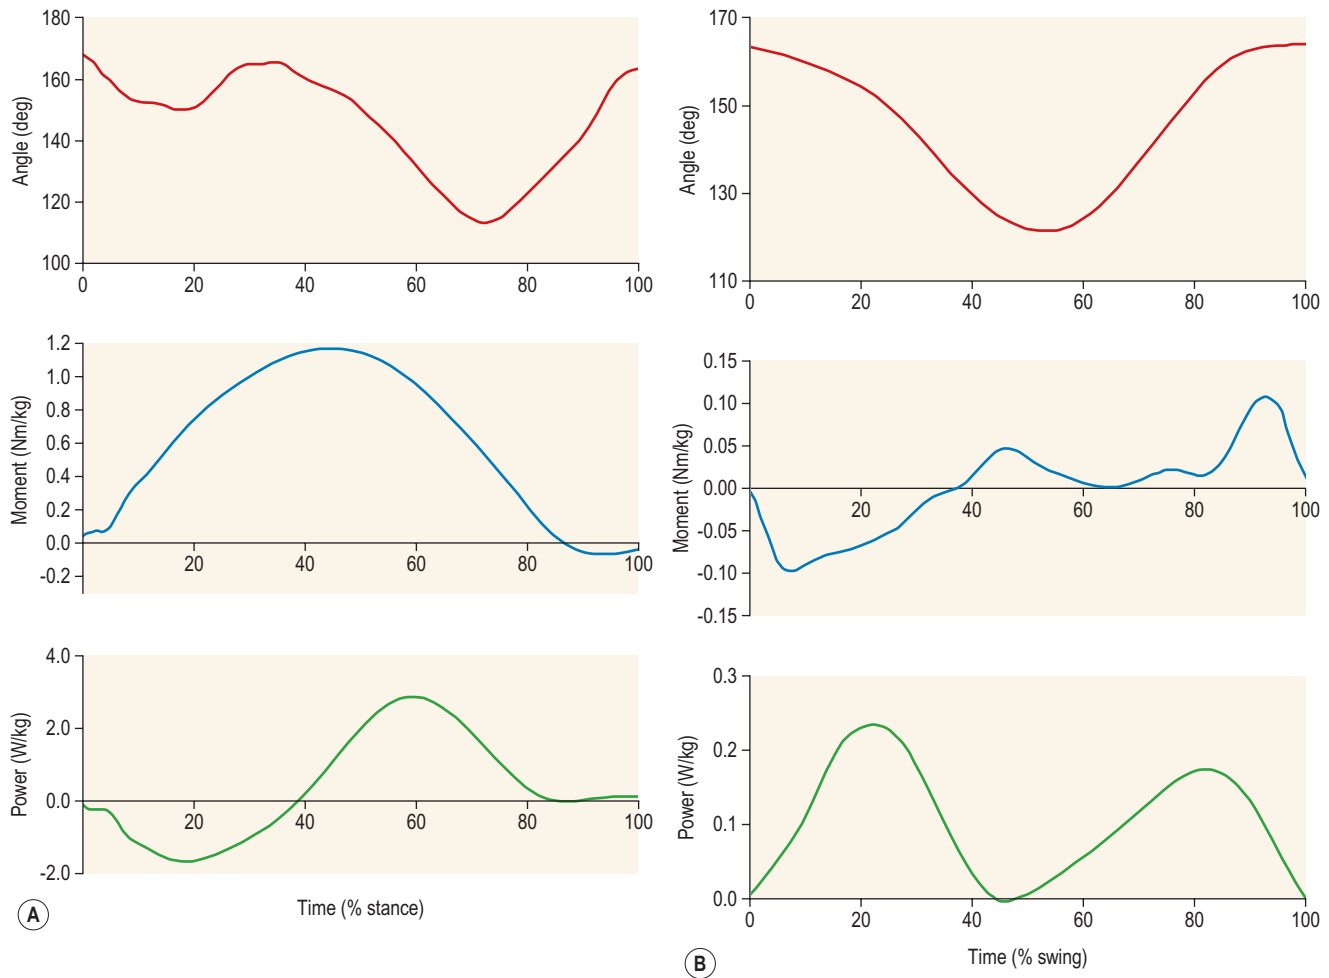 180
160
140
120
100
Angle (deg)
0 20 40 60 80 100
1.2
1.0
0.8
0.6
0.4
0.2
0.0
-0.2
Moment (Nm/kg)
20 40 60 80 100
4.0
2.0
0.0
-2.0
Power (W/kg)
20 40 60 80 100
Time (% stance)
A
170
150
130
110
Angle (deg)
0 20 40 60 80 100
0.15
0.10
0.05
0.00
-0.05
-0.10
-0.15
Moment (Nm/kg)
20 40 60 80 100
0.3
0.2
0.1
0.0
Power (W/kg)
0 20 40 60 80 100
Time (% swing)
B